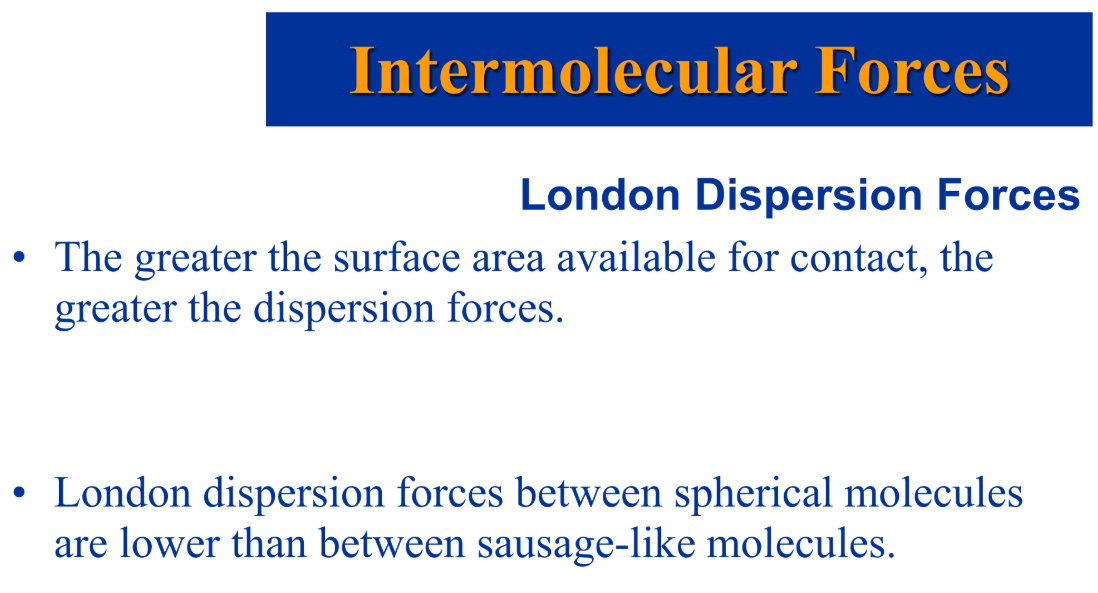 Intermolecular Forces
London Dispersion Forces
• The greater the surface area available for contact, the
greater the dispersion forces.
• London dispersion forces between spherical molecules
are lower than between sausage-like molecules.